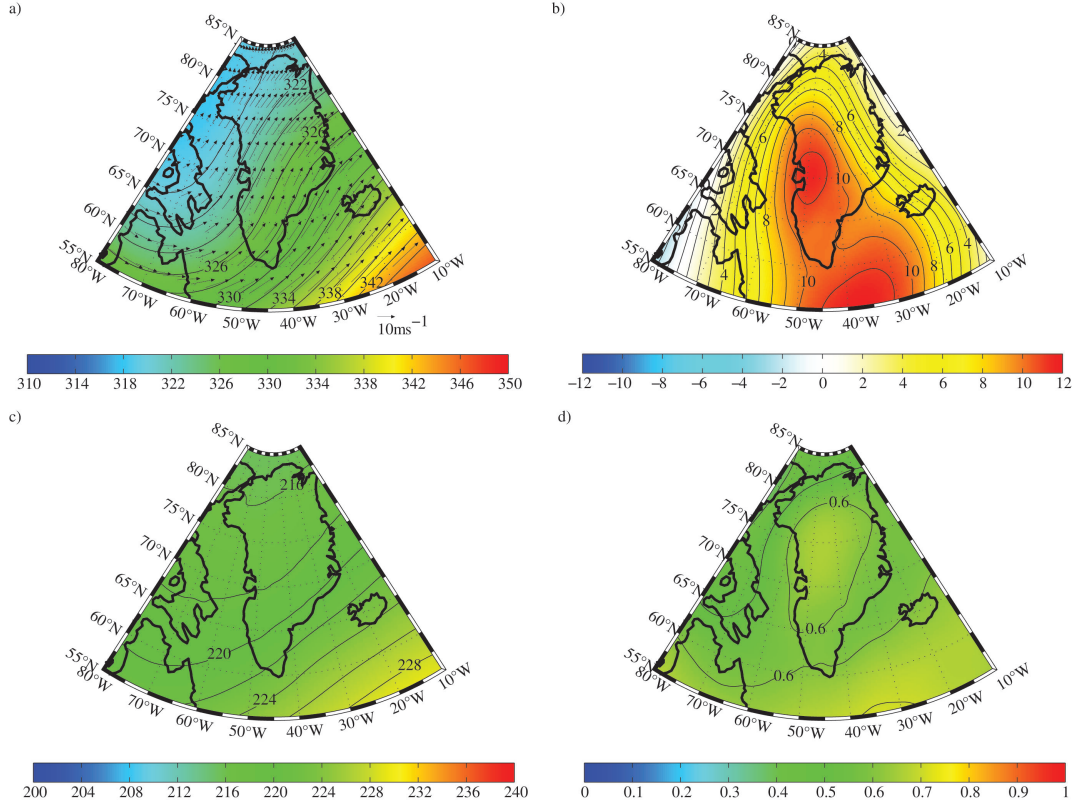 a)
85°N
80°N
75°N
70°N
65°N
60°N
55°N
80°W
70°W
60°W
50°W
40°W
30°W
20°W
10°W
322
326
326
330
334
338
342
10ms⁻¹
310 314 318 322 326 330 334 338 342 346 350
b)
85°N
80°N
75°N
70°N
65°N
60°N
55°N
80°W
70°W
60°W
50°W
40°W
30°W
20°W
10°W
0
4
6
6
8
2
10
2
8
4
10
10
8
6
4
−12 −10 −8 −6 −4 −2 0 2 4 6 8 10 12
c)
85°N
80°N
75°N
70°N
65°N
60°N
55°N
80°W
70°W
60°W
50°W
40°W
30°W
20°W
10°W
216
220
224
228
200 204 208 212 216 220 224 228 232 236 240
d)
85°N
80°N
75°N
70°N
65°N
60°N
55°N
80°W
70°W
60°W
50°W
40°W
30°W
20°W
10°W
0.6
0.6
0.6
0 0.1 0.2 0.3 0.4 0.5 0.6 0.7 0.8 0.9 1